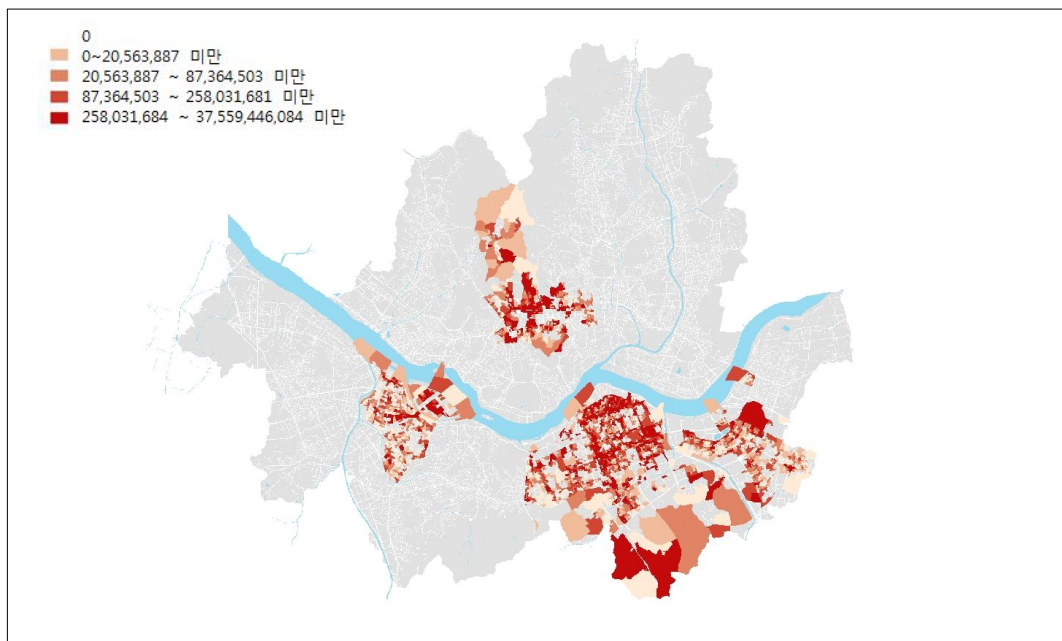 0
0~20,563,887 미만
20,563,887 ~ 87,364,503 미만
87,364,503 ~ 258,031,681 미만
258,031,684 ~ 37,559,446,084 미만